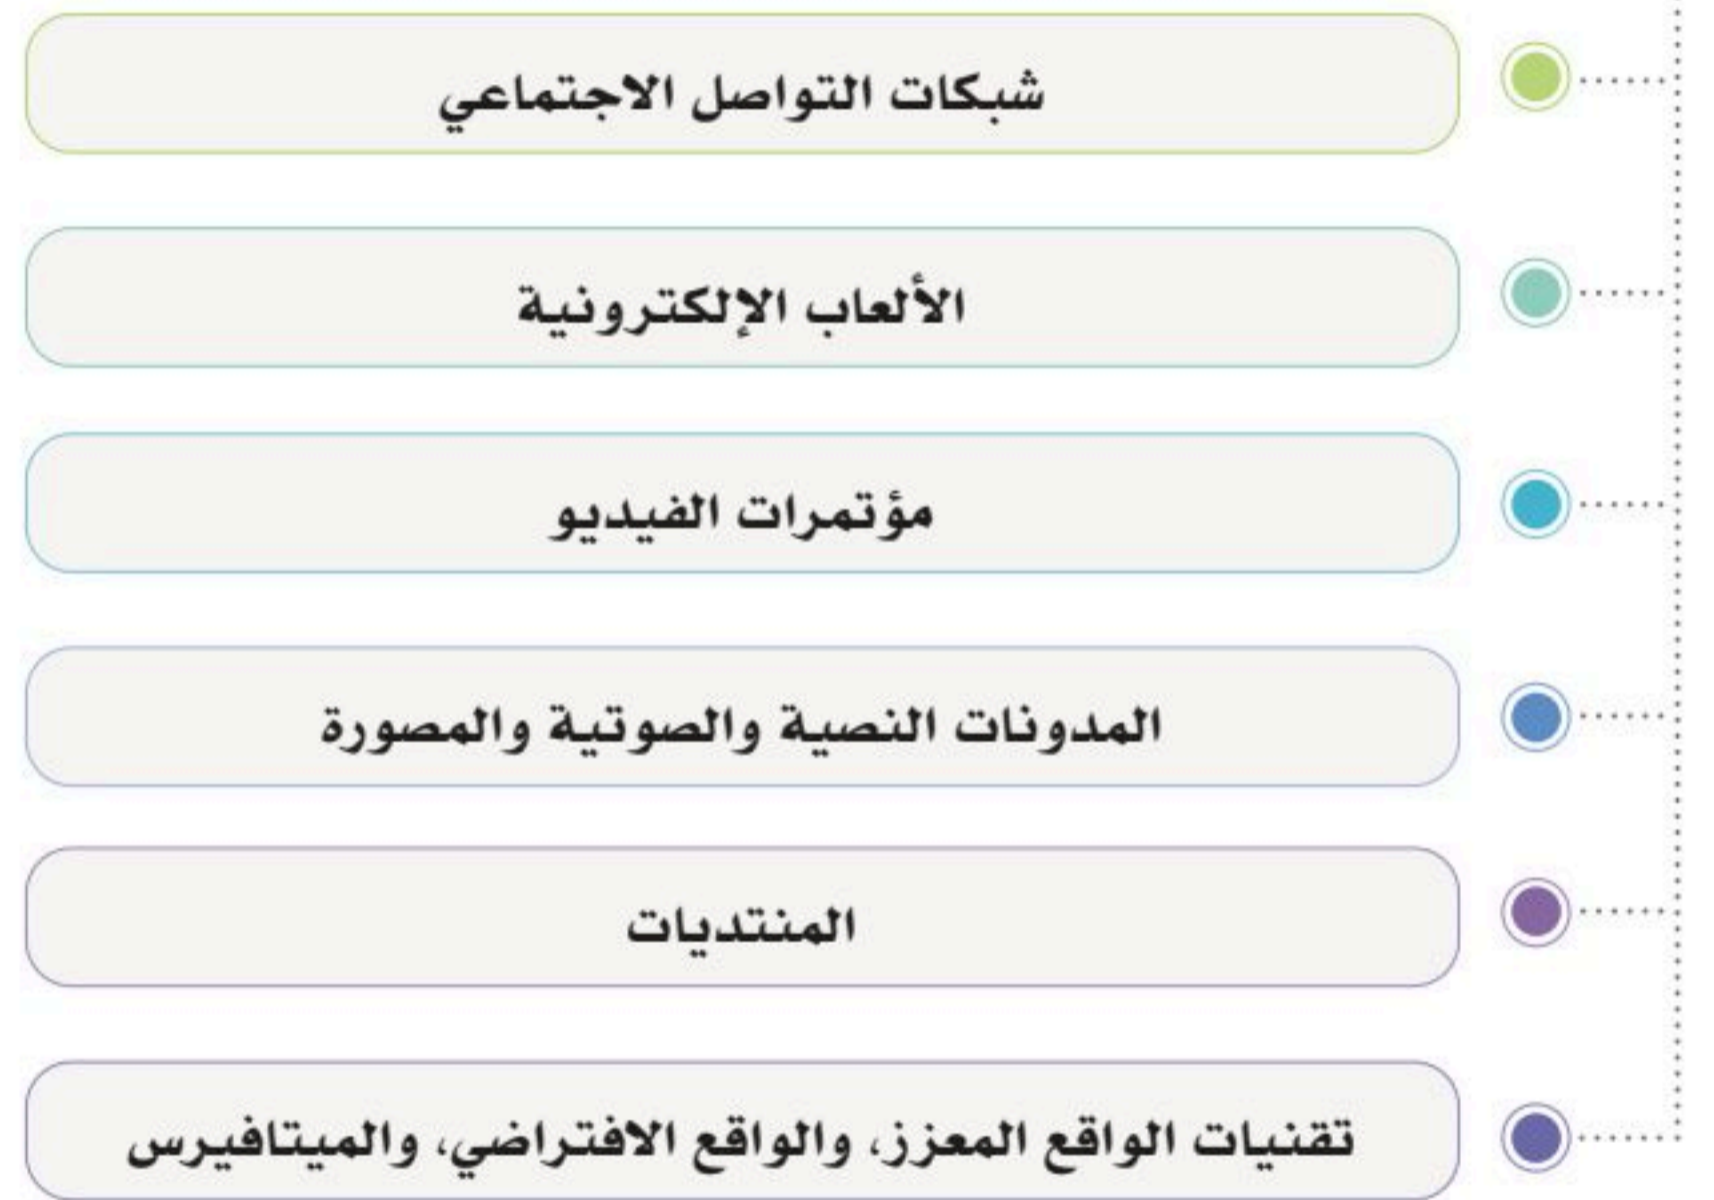 شبكات التواصل الاجتماعي
الألعاب الإلكترونية
مؤتمرات الفيديو
المدونات النصية والصوتية والمصورة
المنتديات
تقنيات الواقع المعزز، والواقع الافتراضي، والميتافيرس